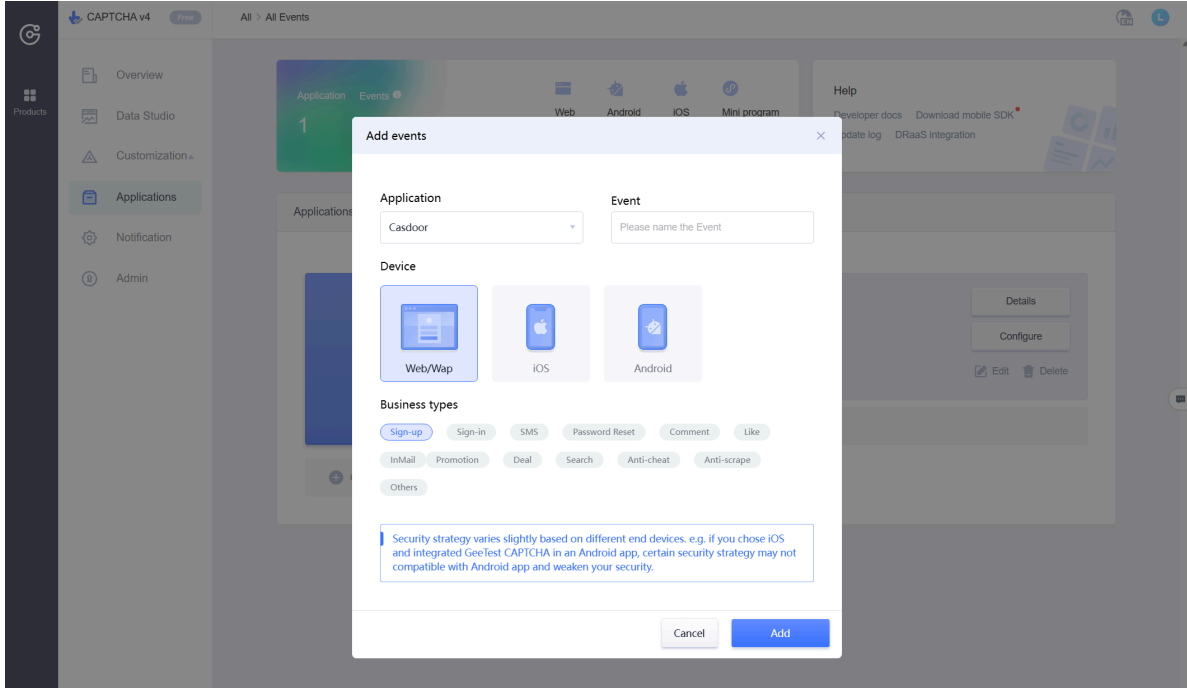 CAPTCHA v4 Free All > All Events L
Products
Overview
Data Studio
Customization
Applications
Notification
Admin
Application Events
1
Web Android iOS Mini program
Help
Developer docs Download mobile SDK
Update log DRaaS integration
Applications
Details
Configure
Edit Delete
Add events
Application Event
Casdoor Please name the Event
Device
Web/Wap iOS Android
Business types
Sign-up Sign-in SMS Password Reset Comment Like
InMail Promotion Deal Search Anti-cheat Anti-scrape
Others
Security strategy varies slightly based on different end devices. e.g. if you chose iOS
and integrated GeeTest CAPTCHA in an Android app, certain security strategy may not
compatible with Android app and weaken your security.
Cancel Add